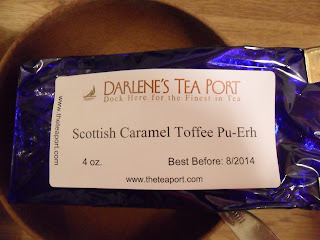 DARLENE'S TEA PORT
Dock Here for the Finest in Tea
www.theteaport.com
Scottish Caramel Toffee Pu-Erh
4 oz. Best Before: 8/2014
www.theteaport.com